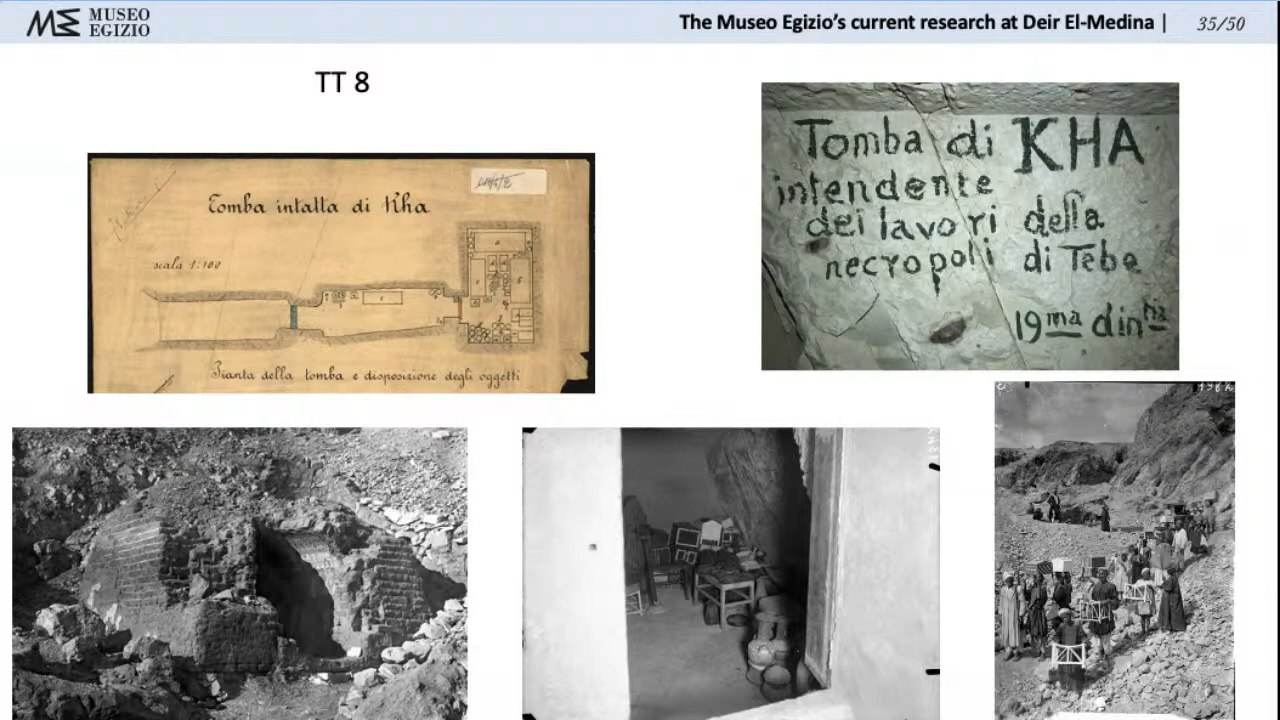 MUSEO
EGIZIO
The Museo Egizio's current research at Deir El-Medina |
35/50
TT 8
Tomba intatta di Kha
scala 1:100
Pianta della tomba e disposizione degli oggetti
Tomba di KHA
intendente
dei lavori della
necropoli di Tebe
19ma din